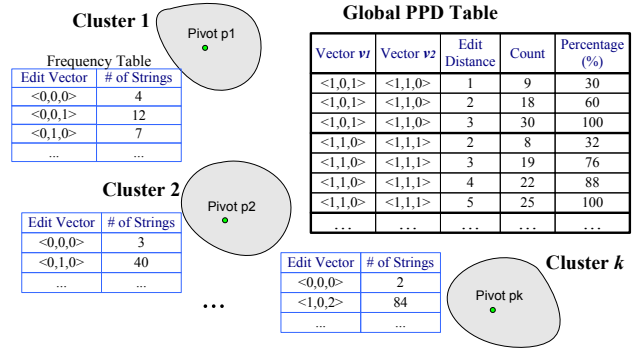 Cluster 1
Pivot p1
Frequency Table
Edit Vector # of Strings
<0,0,0> 4
<0,0,1> 12
<0,1,0> 7
... ...
Global PPD Table
Vector v1 Vector v2 Edit Distance Count Percentage (%)
<1,0,1> <1,1,0> 1 9 30
<1,0,1> <1,1,0> 2 18 60
<1,0,1> <1,1,0> 3 30 100
<1,1,0> <1,1,1> 2 8 32
<1,1,0> <1,1,1> 3 19 76
<1,1,0> <1,1,1> 4 22 88
<1,1,0> <1,1,1> 5 25 100
... ... ... ... ...
Cluster 2
Pivot p2
Edit Vector # of Strings
<0,0,0> 3
<0,1,0> 40
... ...
...
Cluster k
Pivot pk
Edit Vector # of Strings
<0,0,0> 2
<1,0,2> 84
... ...